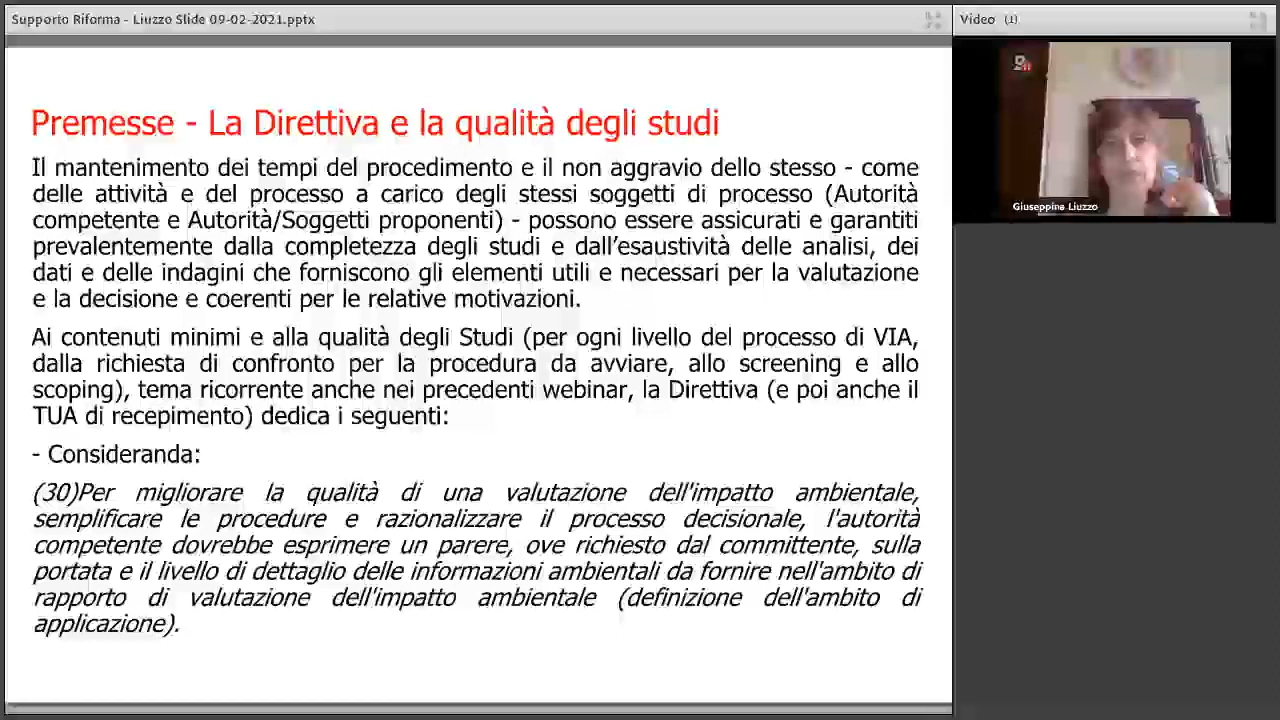 Supporto Riforma - Liuzzo Slide 09-02-2021.pptx
Video (1)
Giuseppina Liuzzo
Premesse - La Direttiva e la qualità degli studi
Il mantenimento dei tempi del procedimento e il non aggravio dello stesso - come
delle attività e del processo a carico degli stessi soggetti di processo (Autorità
competente e Autorità/Soggetti proponenti) - possono essere assicurati e garantiti
prevalentemente dalla completezza degli studi e dall'esaustività delle analisi, dei
dati e delle indagini che forniscono gli elementi utili e necessari per la valutazione
e la decisione e coerenti per le relative motivazioni.
Ai contenuti minimi e alla qualità degli Studi (per ogni livello del processo di VIA,
dalla richiesta di confronto per la procedura da avviare, allo screening e allo
scoping), tema ricorrente anche nei precedenti webinar, la Direttiva (e poi anche il
TUA di recepimento) dedica i seguenti:
- Consideranda:
(30)Per migliorare la qualità di una valutazione dell'impatto ambientale,
semplificare le procedure e razionalizzare il processo decisionale, l'autorità
competente dovrebbe esprimere un parere, ove richiesto dal committente, sulla
portata e il livello di dettaglio delle informazioni ambientali da fornire nell'ambito di
rapporto di valutazione dell'impatto ambientale (definizione dell'ambito di
applicazione).